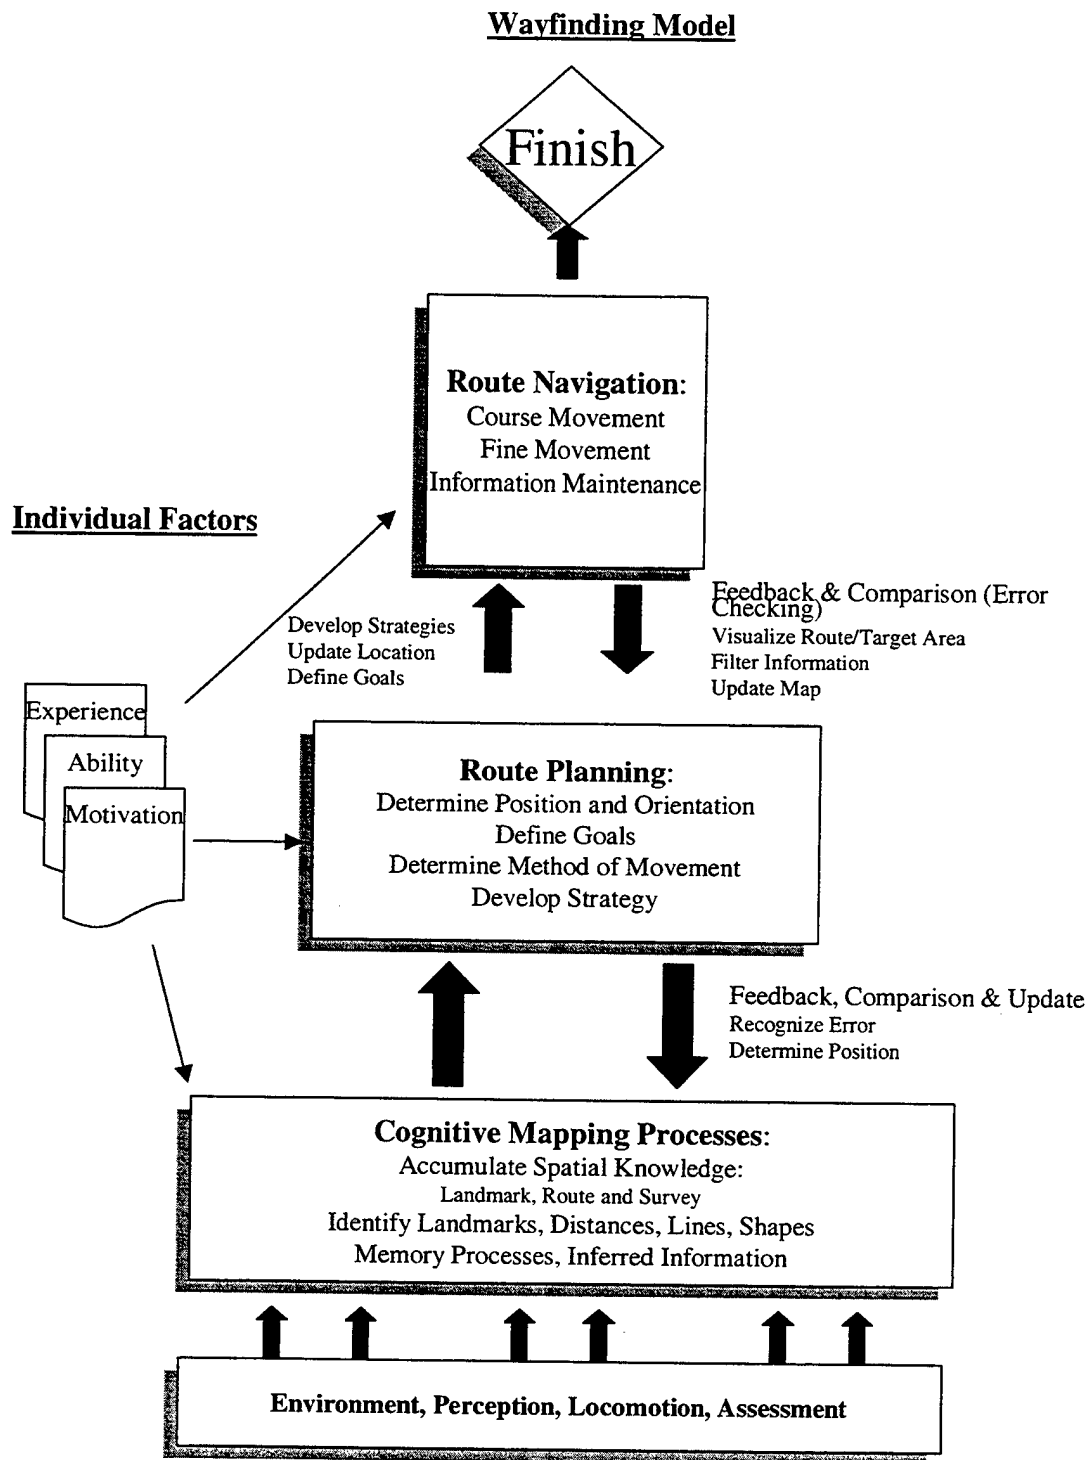 Wayfinding Model
Finish
Route Navigation:
Course Movement
Fine Movement
Information Maintenance
Individual Factors
Develop Strategies
Update Location
Define Goals
Feedback & Comparison (Error
Checking)
Visualize Route/Target Area
Filter Information
Update Map
Experience
Ability
Motivation
Route Planning:
Determine Position and Orientation
Define Goals
Determine Method of Movement
Develop Strategy
Feedback, Comparison & Update
Recognize Error
Determine Position
Cognitive Mapping Processes:
Accumulate Spatial Knowledge:
Landmark, Route and Survey
Identify Landmarks, Distances, Lines, Shapes
Memory Processes, Inferred Information
Environment, Perception, Locomotion, Assessment